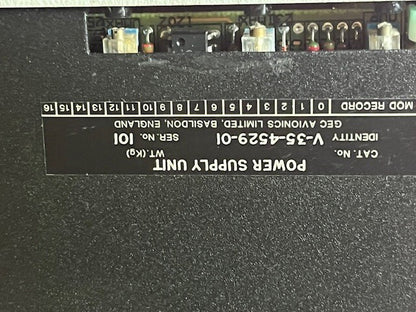 POWER SUPPLY UNIT
CAT. No. WT.(Kg)
IDENTITY V-35-4529-01 SER. No. 101
GEC AVIONICS LIMITED, BASILDON, ENGLAND
MOD RECORD 0 1 2 3 4 5 6 7 8 9 10 11 12 13 14 15 16